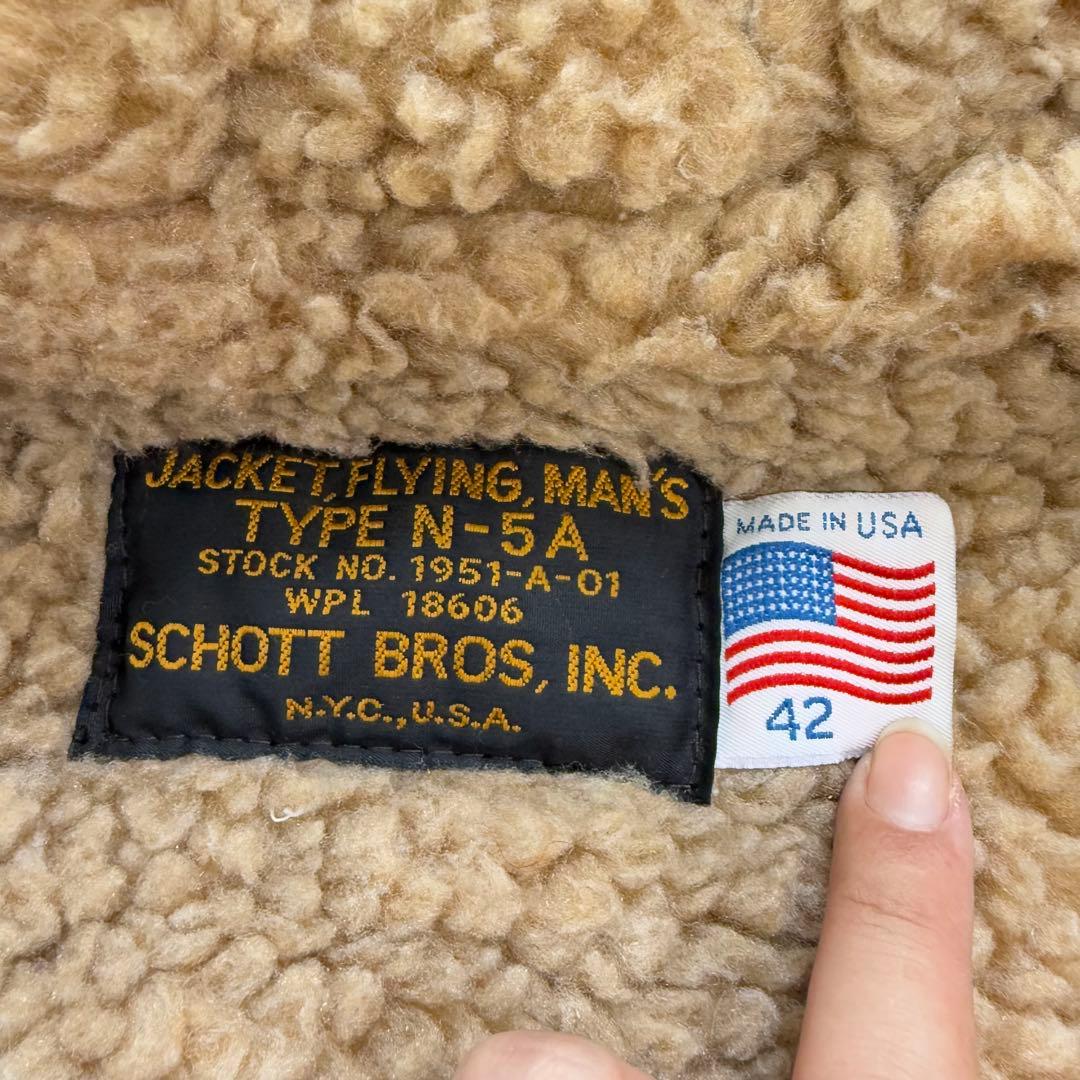 JACKET, FLYING, MAN'S
TYPE N-5A
STOCK NO. 1951-A-01
WPL 18606
SCHOTT BROS, INC.
N.Y.C., U.S.A.
MADE IN USA
42